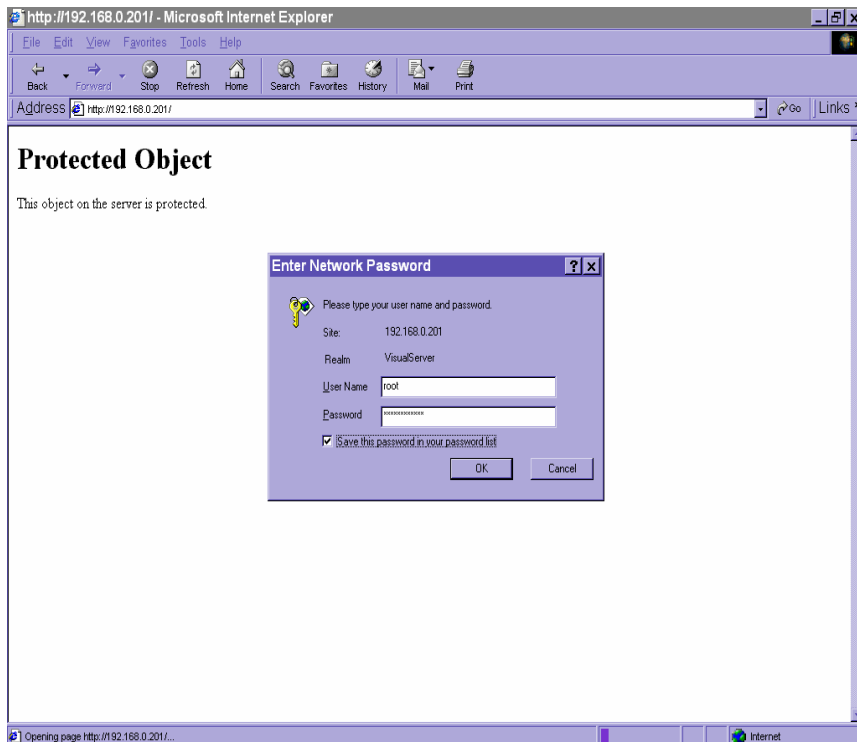 http://192.168.0.201/ - Microsoft Internet Explorer
File Edit View Favorites Tools Help
Back Forward Stop Refresh Home Search Favorites History Mail Print
Address http://192.168.0.201/ Go Links
Protected Object
This object on the server is protected.
Enter Network Password
Please type your user name and password.
Site: 192.168.0.201
Realm VisualServer
User Name root
Password ************
Save this password in your password list
OK Cancel
Opening page http://192.168.0.201/... Internet